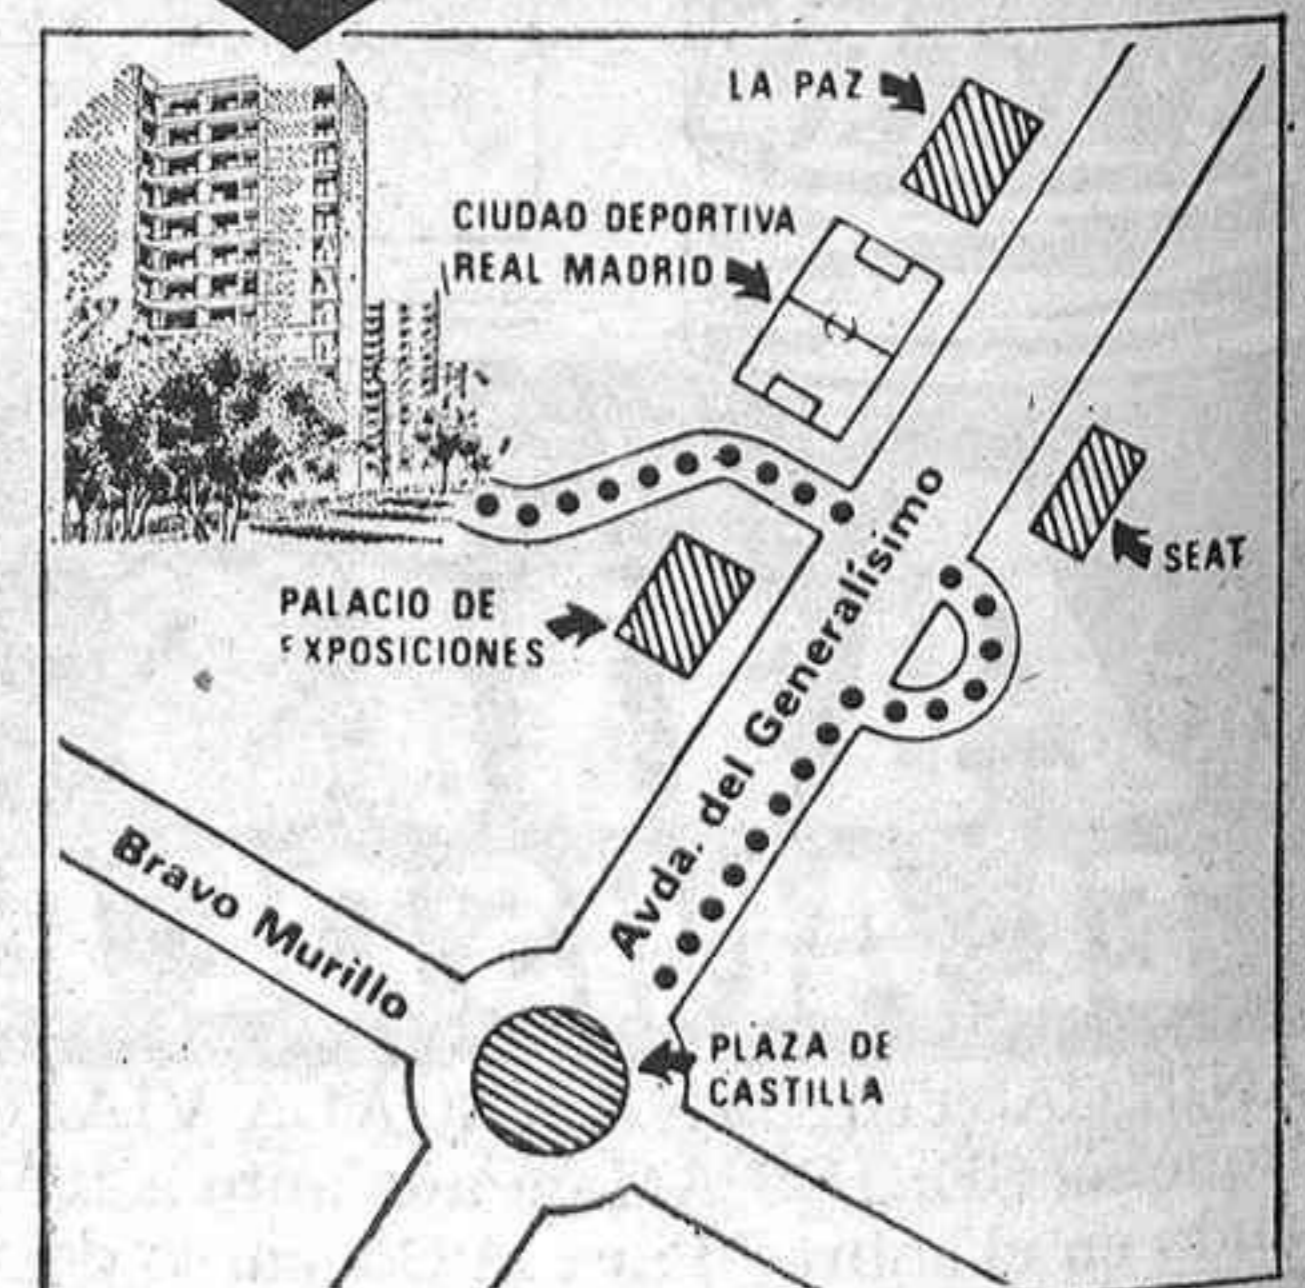 LA PAZ
CIUDAD DEPORTIVA
REAL MADRID
SEAT
PALACIO DE
EXPOSICIONES
Avda. del Generalísimo
Bravo Murillo
PLAZA DE
CASTILLA